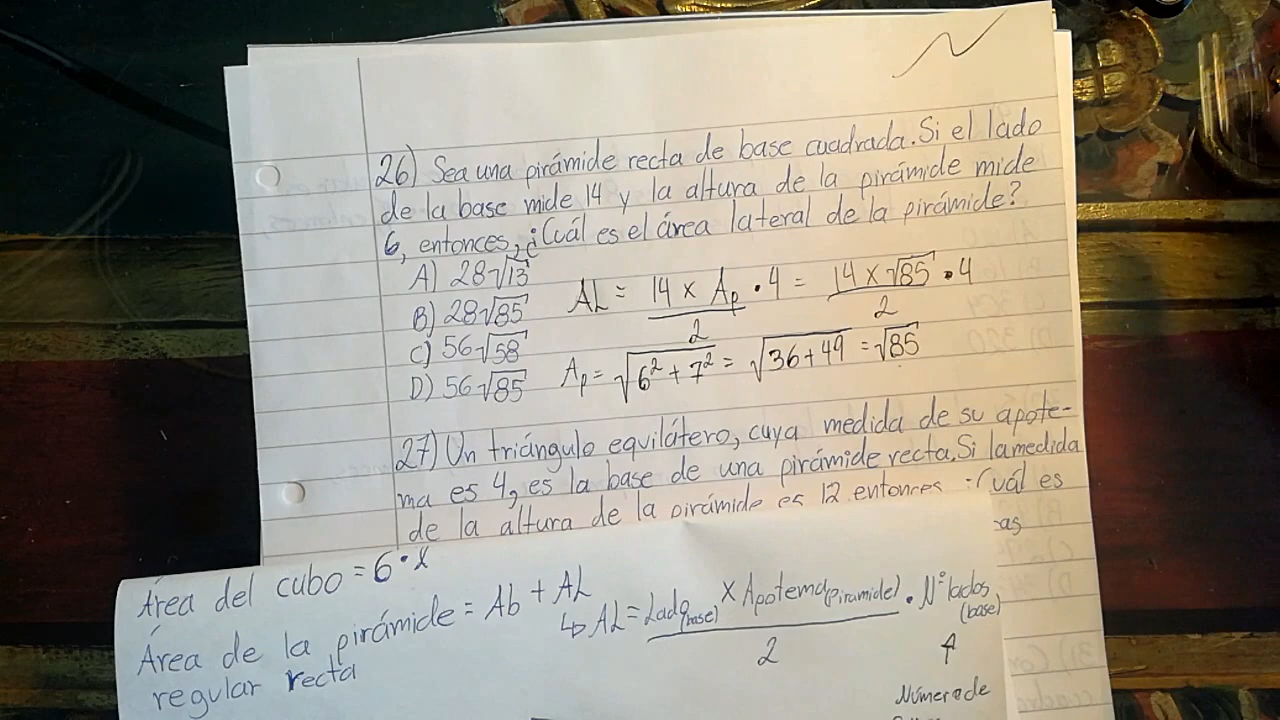 26) Sea una pirámide recta de base cuadrada. Si el lado
de la base mide 14 y la altura de la pirámide mide
6, entonces, ¿Cuál es el área lateral de la pirámide?
A) 28√13
B) 28√85
C) 56√58
D) 56√85
AL = 14 x Ap • 4 = 14 x √85 • 4
2 2
Ap = √6² + 7² = √36 + 49 = √85
27) Un triángulo equilátero, cuya medida de su apote-
ma es 4, es la base de una pirámide recta. Si la medida
de la altura de la pirámide es 12 entonces ¿Cuál es
Área del cubo = 6 •
Área de la pirámide = Ab + AL
regular recta
↳ AL = Lado(base) x Apotema(piramide) • N° lados (base)
2
Número de